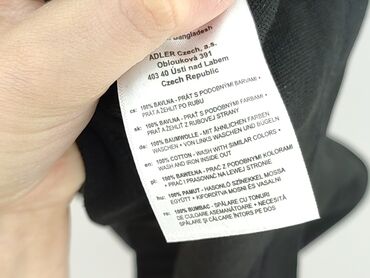 Bangladesh
ADLER Czech, a.s.
Oblouková 391
403 40 Ústí nad Labem
Czech Republic
cs: 100% BAVLNA - PRÁT S PODOBNÝMI BARVAMI •
PRÁT A ŽEHLIT PO RUBU
sk: 100% BAVLNA - PRAŤ S PODOBNÝMI FARBAMI •
PRAŤ A ŽEHLIŤ Z RUBOVEJ STRANY
de: 100% BAUMWOLLE - MIT ÄHNLICHEN FARBEN
WASCHEN • VON LINKS WASCHEN UND BÜGELN
en: 100% COTTON - WASH WITH SIMILAR COLORS •
WASH AND IRON INSIDE OUT
pl: 100% BAWEŁNA - PRAĆ Z PODOBNYMI KOLORAMI
• PRAĆ I PRASOWAĆ NA LEWEJ STRONIE
hu: 100% PAMUT - HASONLÓ SZÍNEKKEL MOSSA
EGYÜTT • KIFORDÍTVA MOSNI ÉS VASALNI
ro: 100% BUMBAC - SPĂLARE CU TONURI
DE CULOARE ASEMĂNĂTOARE • NECESITĂ
SPĂLARE ŞI CĂLCARE ÎNTORS PE DOS